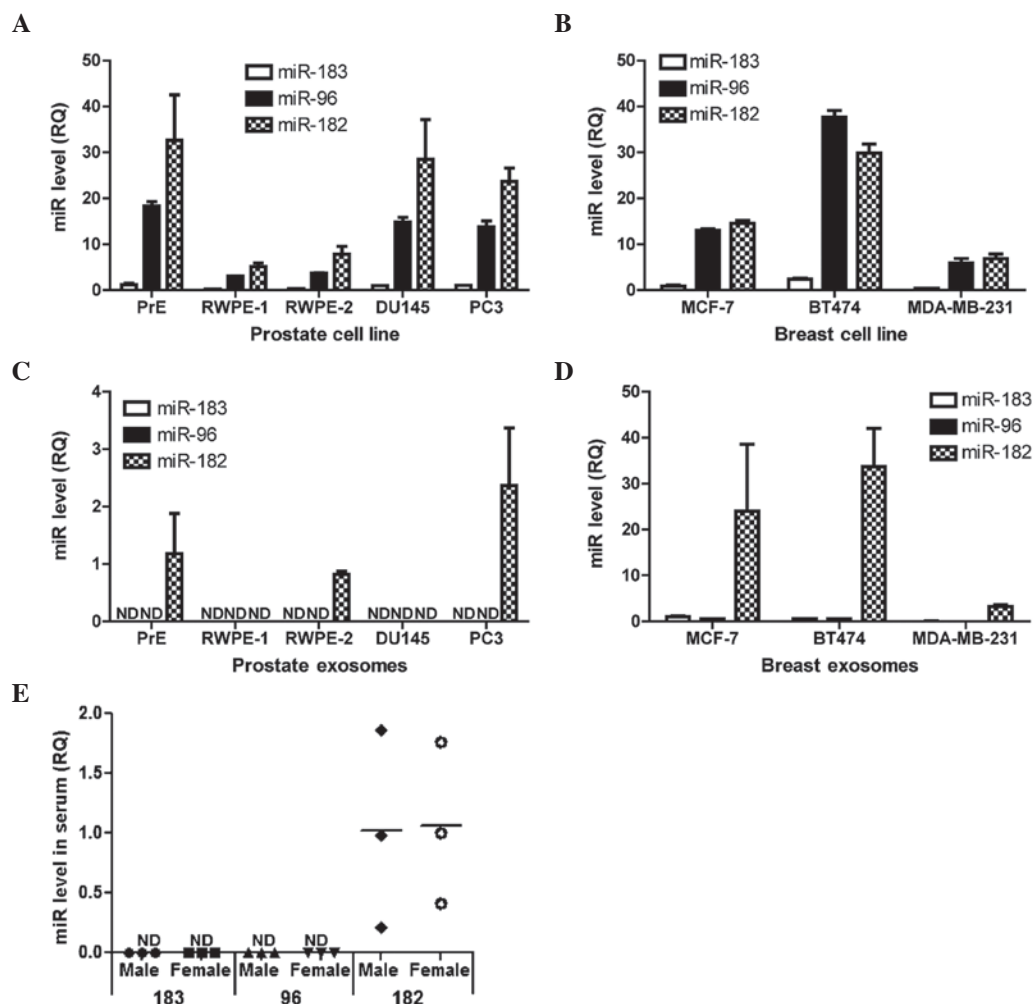 A
50
40
30
20
10
0
miR level (RQ)
miR-183
miR-96
miR-182
PrE RWPE-1 RWPE-2 DU145 PC3
Prostate cell line
B
50
40
30
20
10
0
miR level (RQ)
miR-183
miR-96
miR-182
MCF-7 BT474 MDA-MB-231
Breast cell line
C
4
3
2
1
0
miR level (RQ)
miR-183
miR-96
miR-182
NDND NDNDND NDND NDNDND NDND
PrE RWPE-1 RWPE-2 DU145 PC3
Prostate exosomes
D
50
40
30
20
10
0
miR level (RQ)
miR-183
miR-96
miR-182
MCF-7 BT474 MDA-MB-231
Breast exosomes
E
2.0
1.5
1.0
0.5
0.0
miR level in serum (RQ)
ND ND ND ND
Male Female Male Female Male Female
183 96 182